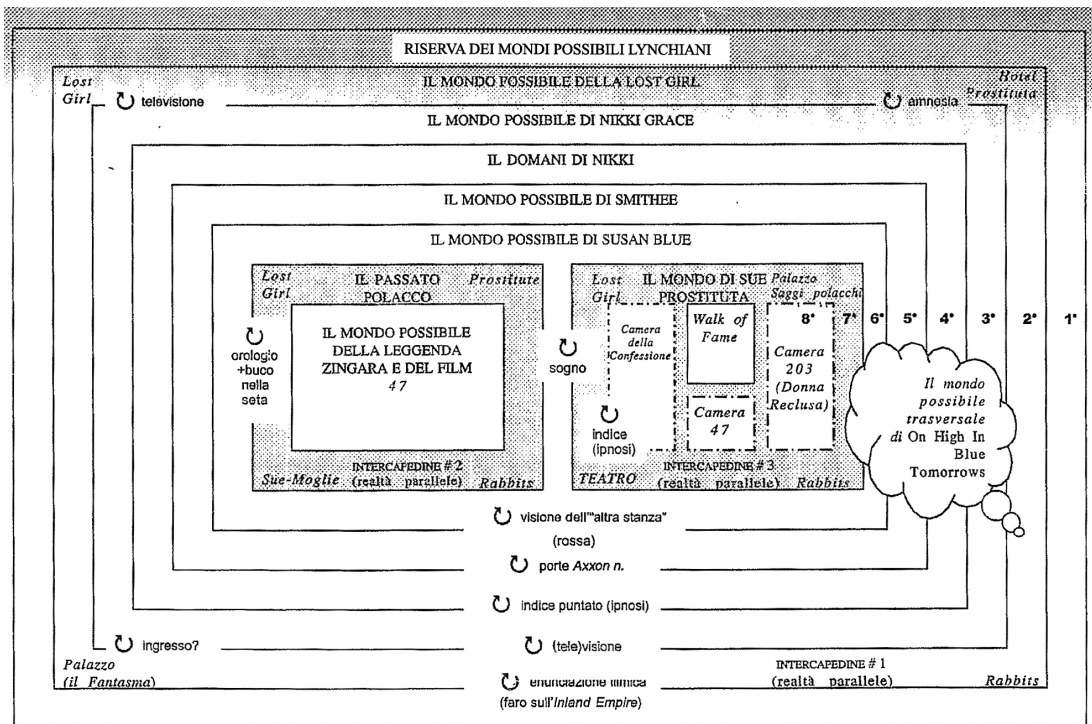 RISERVA DEI MONDI POSSIBILI LYNCHIANI
Lost
Girl
IL MONDO POSSIBILE DELLA LOST GIRL
Hotel
Prostituta
televisione
amnesia
IL MONDO POSSIBILE DI NIKKI GRACE
IL DOMANI DI NIKKI
IL MONDO POSSIBILE DI SMITHEE
IL MONDO POSSIBILE DI SUSAN BLUE
Lost
Girl
IL PASSATO
POLACCO
Prostitute
orologio
+buco
nella
seta
IL MONDO POSSIBILE
DELLA LEGGENDA
ZINGARA E DEL FILM
47
Sue-Moglie
INTERCAPEDINE # 2
(realtà parallele)
Rabbits
sogno
Lost
Girl
IL MONDO DI SUE
PROSTITUTA
Palazzo
Saggi polacchi
Camera
della
Confessione
indice
(ipnosi)
Walk of
Fame
Camera
47
8°
7°
6°
5°
4°
3°
2°
1°
Camera
203
(Donna
Reclusa)
TEATRO
INTERCAPEDINE # 3
(realtà parallele)
Rabbits
Il mondo
possibile
trasversale
di On High In
Blue
Tomorrows
visione dell'"altra stanza"
(rossa)
porte Axxon n.
indice puntato (ipnosi)
ingresso?
(tele)visione
Palazzo
(il Fantasma)
enunciazione filmica
(faro sull'Inland Empire)
INTERCAPEDINE # 1
(realtà parallele)
Rabbits